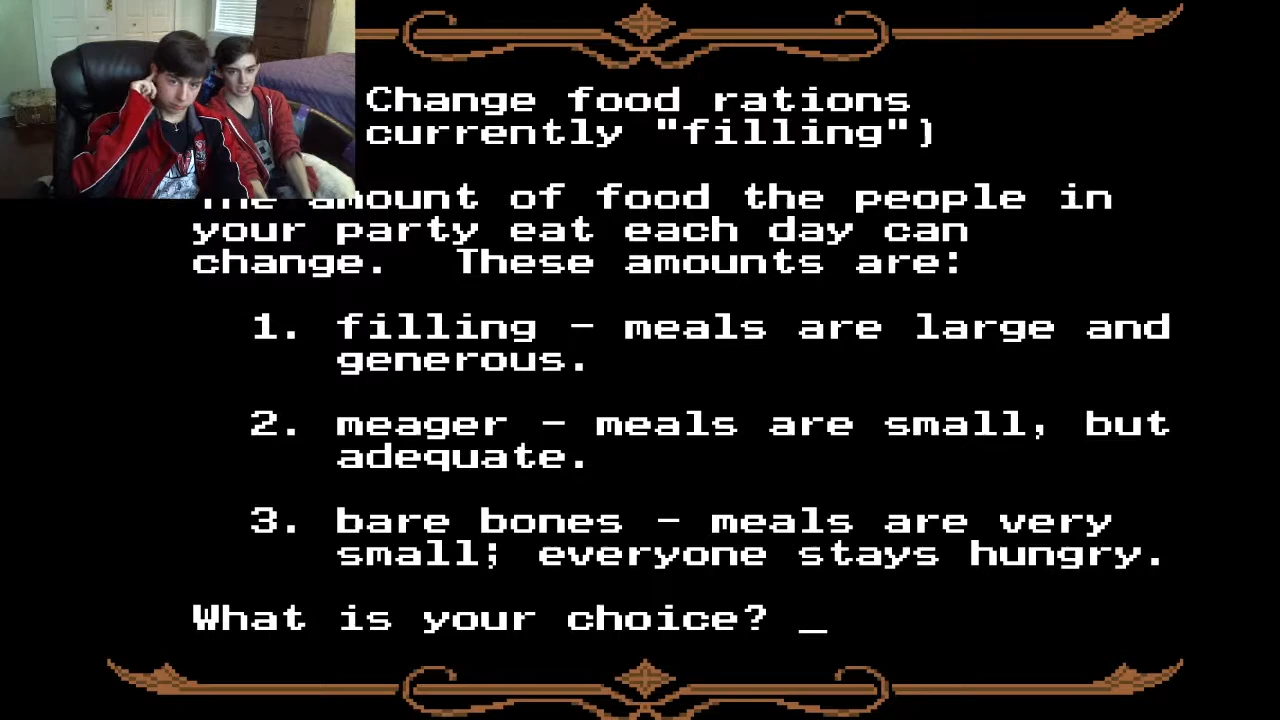 Change food rations
currently "filling")
The amount of food the people in
your party eat each day can
change. These amounts are:
1. filling - meals are large and
generous.
2. meager - meals are small, but
adequate.
3. bare bones - meals are very
small; everyone stays hungry.
What is your choice? _